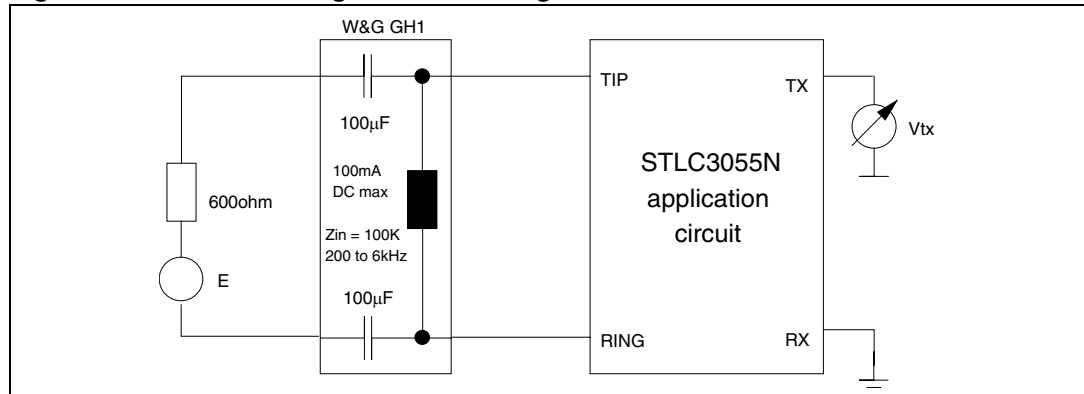 W&G GH1
TIP
TX
100μF
Vtx
100mA
DC max
STLC3055N
application
circuit
600ohm
Zin = 100K
200 to 6kHz
E
100μF
RING
RX